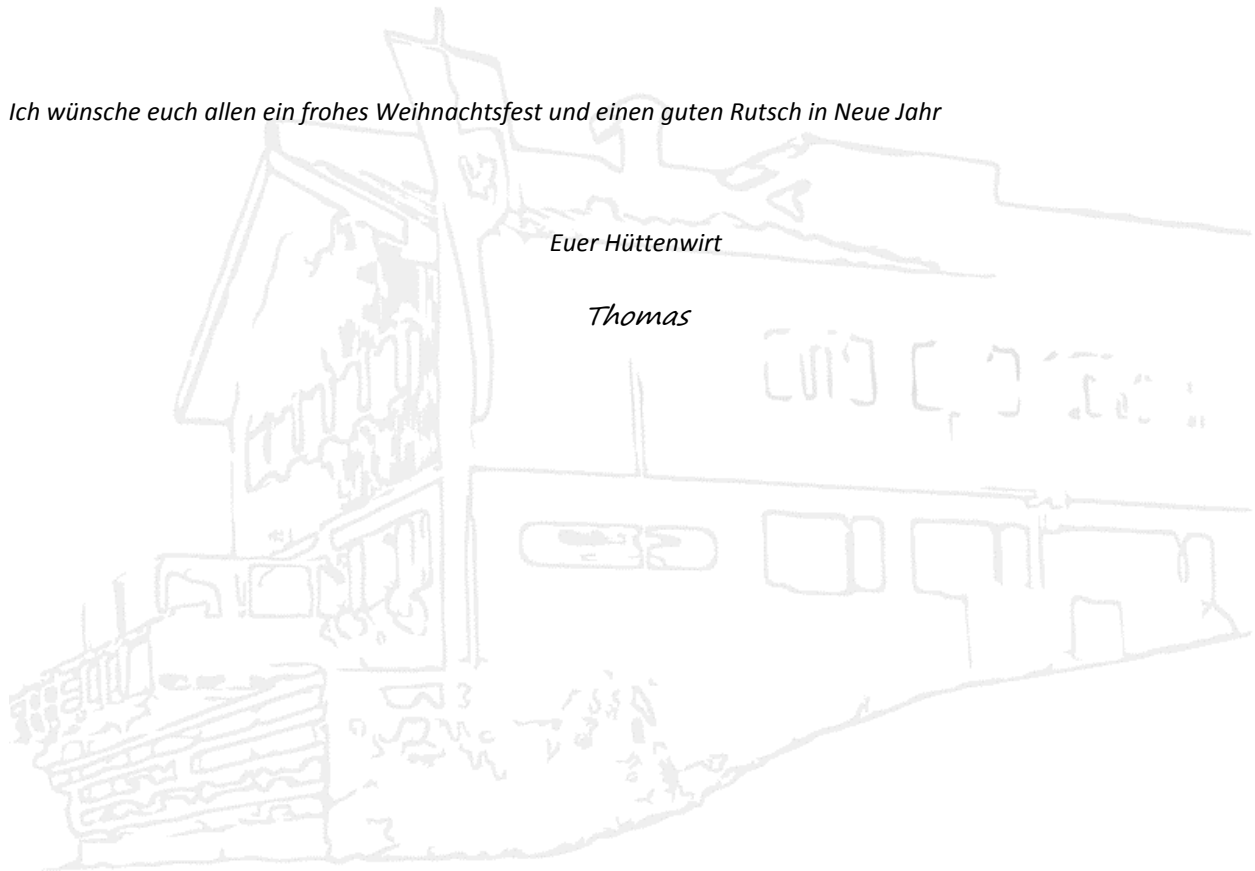 Ich wünsche euch allen ein frohes Weihnachtsfest und einen guten Rutsch in Neue Jahr
Euer Hüttenwirt
Thomas